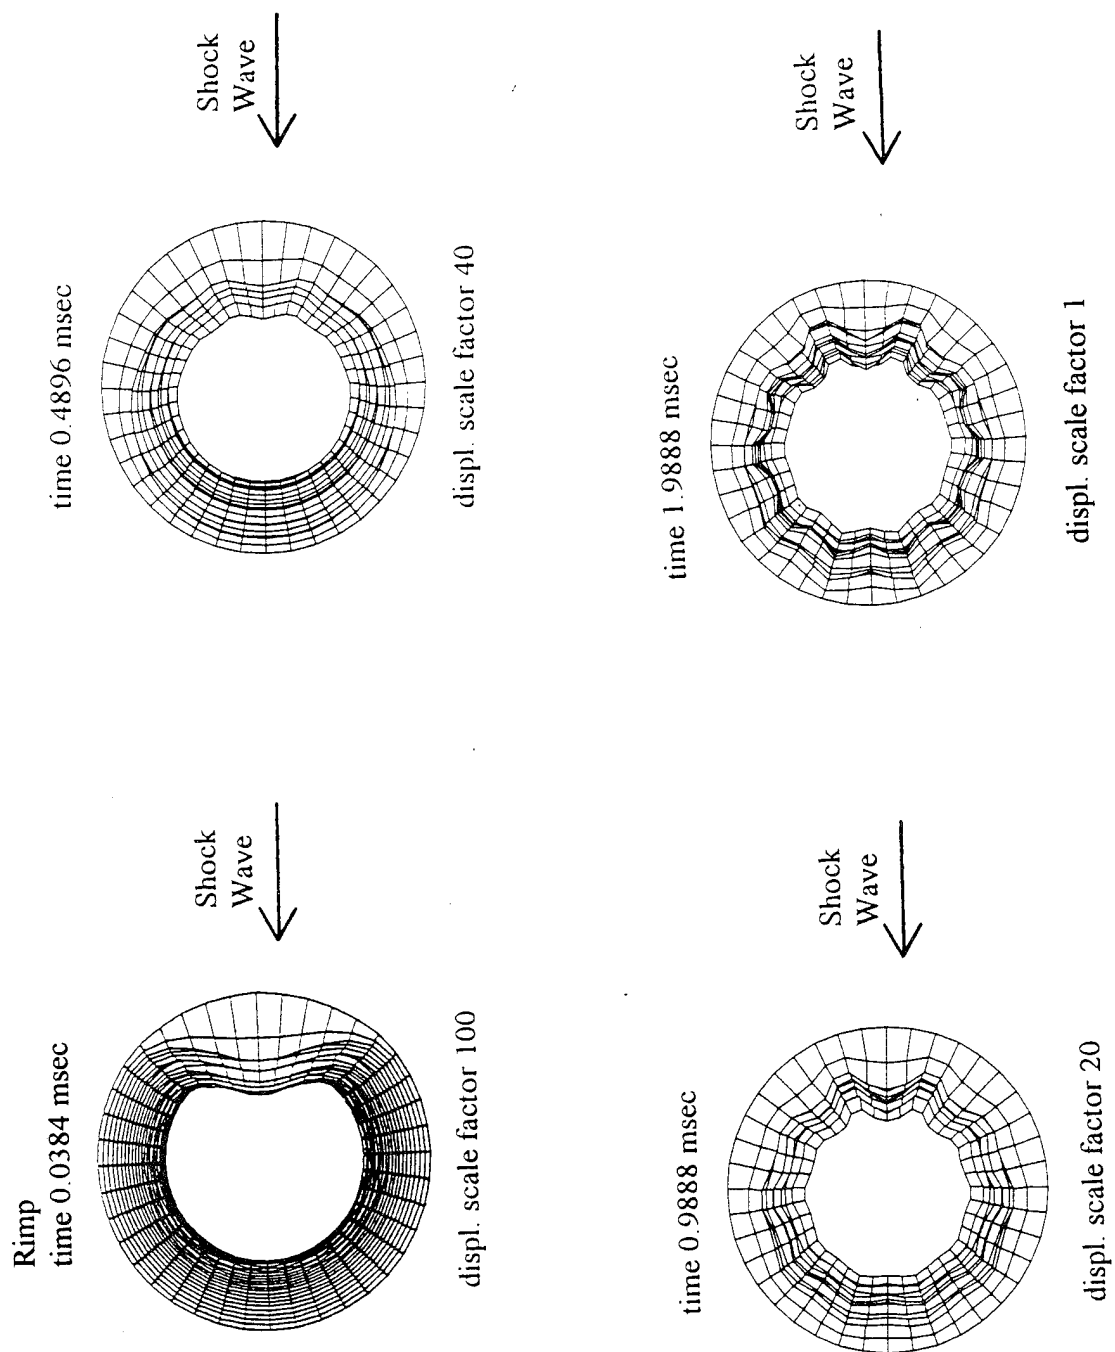 Rimp
time 0.0384 msec
Shock
Wave
displ. scale factor 100
time 0.4896 msec
Shock
Wave
displ. scale factor 40
time 0.9888 msec
Shock
Wave
displ. scale factor 20
time 1.9888 msec
Shock
Wave
displ. scale factor 1